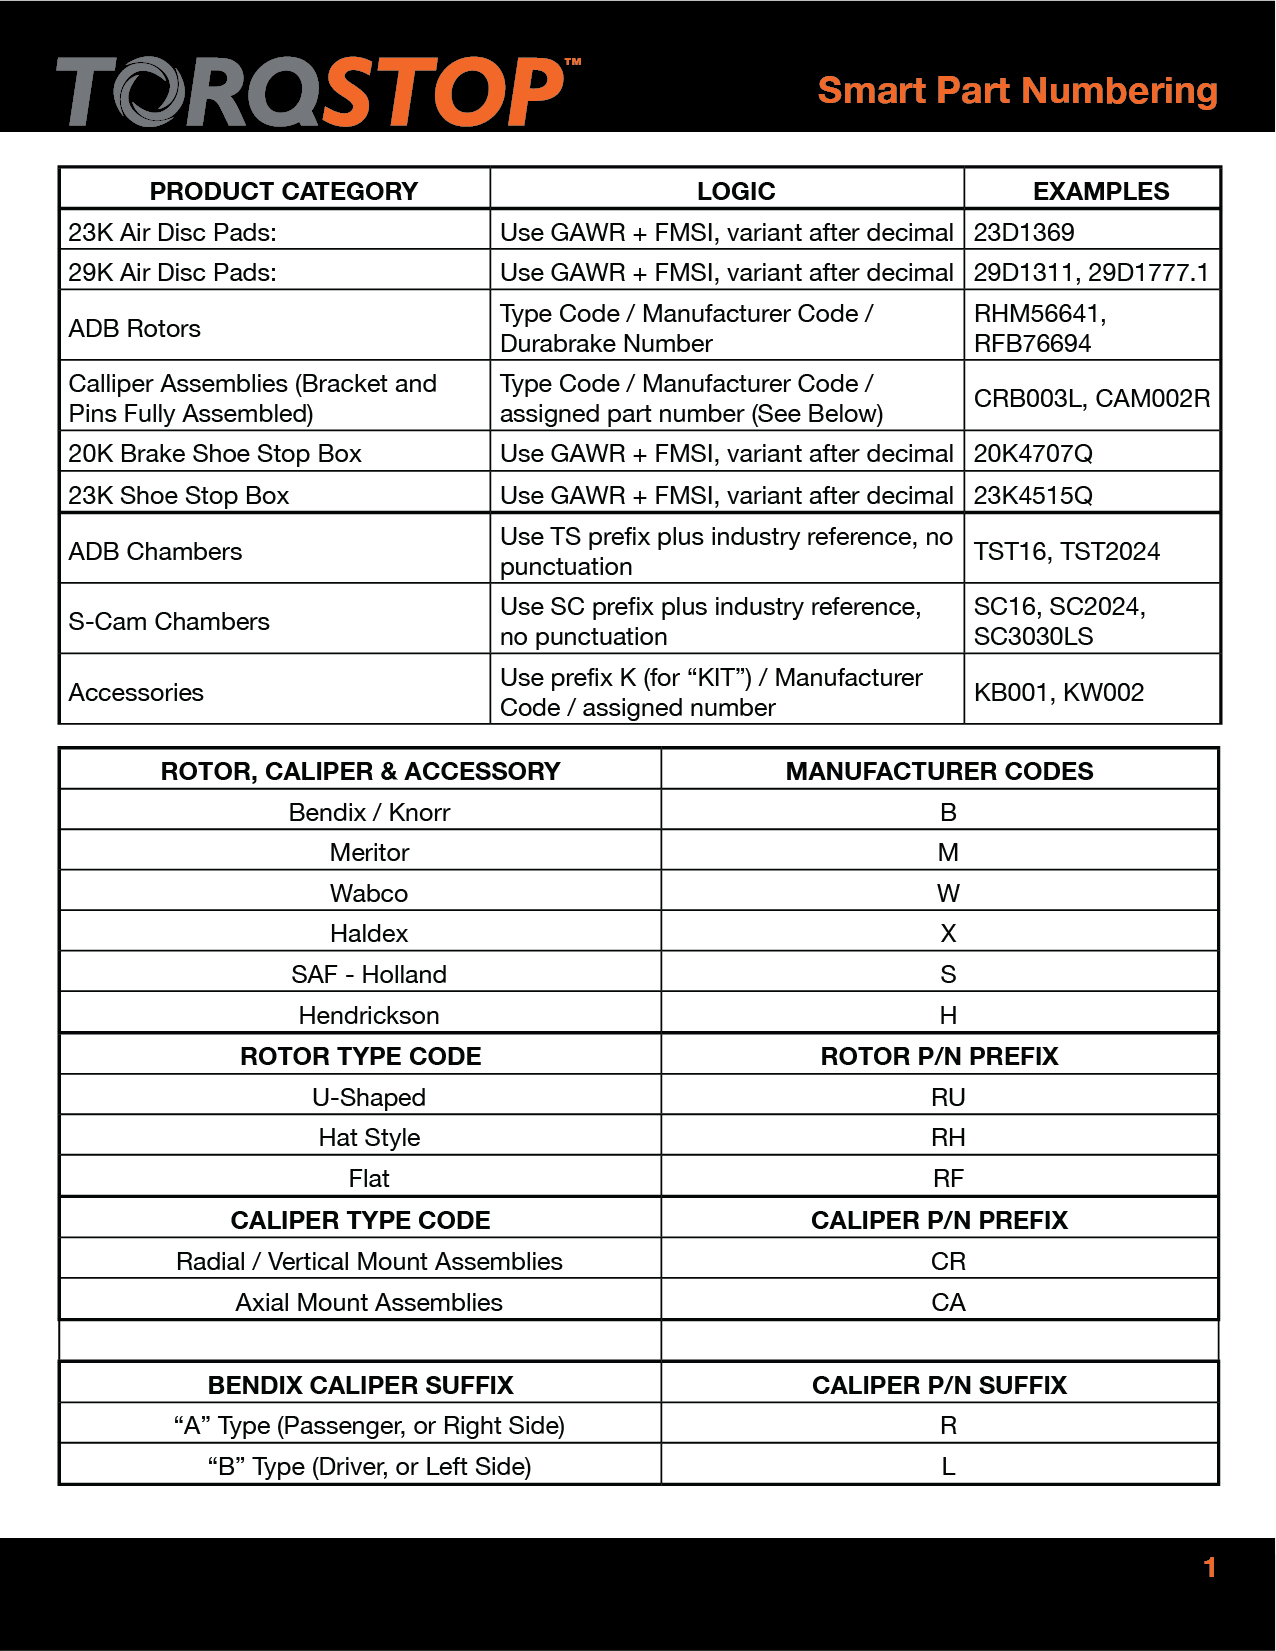 TORQSTOP™
Smart Part Numbering
PRODUCT CATEGORY LOGIC EXAMPLES
23K Air Disc Pads: Use GAWR + FMSI, variant after decimal 23D1369
29K Air Disc Pads: Use GAWR + FMSI, variant after decimal 29D1311, 29D1777.1
ADB Rotors
Type Code / Manufacturer Code /
Durabrake Number
RHM56641,
RFB76694
Calliper Assemblies (Bracket and
Pins Fully Assembled)
Type Code / Manufacturer Code /
assigned part number (See Below)
CRB003L, CAM002R
20K Brake Shoe Stop Box Use GAWR + FMSI, variant after decimal 20K4707Q
23K Shoe Stop Box Use GAWR + FMSI, variant after decimal 23K4515Q
ADB Chambers
Use TS prefix plus industry reference, no
punctuation
TST16, TST2024
S-Cam Chambers
Use SC prefix plus industry reference,
no punctuation
SC16, SC2024,
SC3030LS
Accessories
Use prefix K (for “KIT”) / Manufacturer
Code / assigned number
KB001, KW002
ROTOR, CALIPER & ACCESSORY MANUFACTURER CODES
Bendix / Knorr B
Meritor M
Wabco W
Haldex X
SAF - Holland S
Hendrickson H
ROTOR TYPE CODE ROTOR P/N PREFIX
U-Shaped RU
Hat Style RH
Flat RF
CALIPER TYPE CODE CALIPER P/N PREFIX
Radial / Vertical Mount Assemblies CR
Axial Mount Assemblies CA
BENDIX CALIPER SUFFIX CALIPER P/N SUFFIX
“A” Type (Passenger, or Right Side) R
“B” Type (Driver, or Left Side) L
1